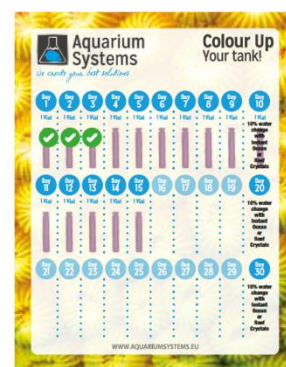 Aquarium Systems
We create your best solutions
Colour Up
Your tank!
Day 1 Day 2 Day 3 Day 4 Day 5 Day 6 Day 7 Day 8 Day 9 Day 10
1 Vial 1 Vial 1 Vial 1 Vial 1 Vial 1 Vial 1 Vial 1 Vial 1 Vial
10% water
change
with
Instant
Ocean
or
Reef
Crystals
Day 11 Day 12 Day 13 Day 14 Day 15 Day 16 Day 17 Day 18 Day 19 Day 20
1 Vial 1 Vial 1 Vial 1 Vial 1 Vial
10% water
change
with
Instant
Ocean
or
Reef
Crystals
Day 21 Day 22 Day 23 Day 24 Day 25 Day 26 Day 27 Day 28 Day 29 Day 30
10% water
change
with
Instant
Ocean
or
Reef
Crystals
WWW.AQUARIUMSYSTEMS.EU